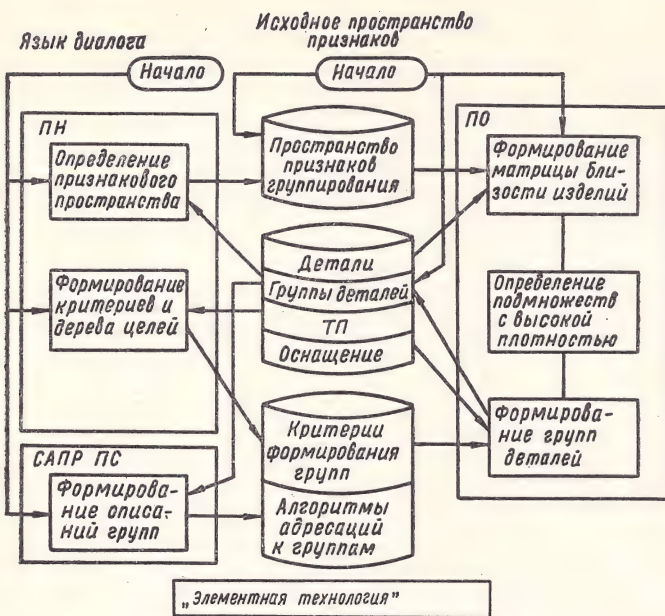 Язык диалога
Исходное пространство
признаков
Начало
Начало
ПН
Определение
признакового
пространства
Формирование
критериев и
дерева целей
САПР ПС
Формирова-
ние описа-
ний групп
Пространство
признаков
группирования
Детали
Группы деталей
ТП
Оснащение
Критерии
формирования
групп
Алгоритмы
адресаций
к группам
ПО
Формирование
матрицы бли-
зости изделий
Определение
подмножеств
с высокой
плотностью
Формирова-
ние групп
деталей
„Элементная технология"